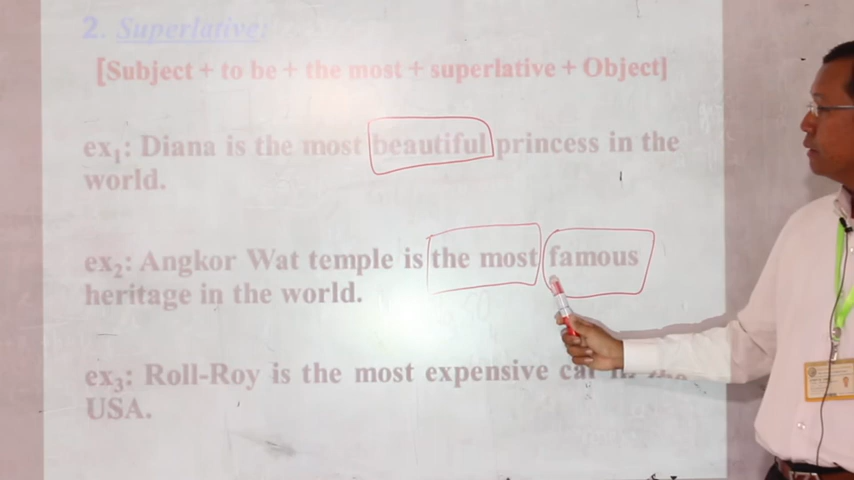 2. Superlative:
[Subject + to be + the most + superlative + Object]
ex1: Diana is the most beautiful princess in the
world.
ex2: Angkor Wat temple is the most famous
heritage in the world.
ex3: Roll-Roy is the most expensive car in
USA.